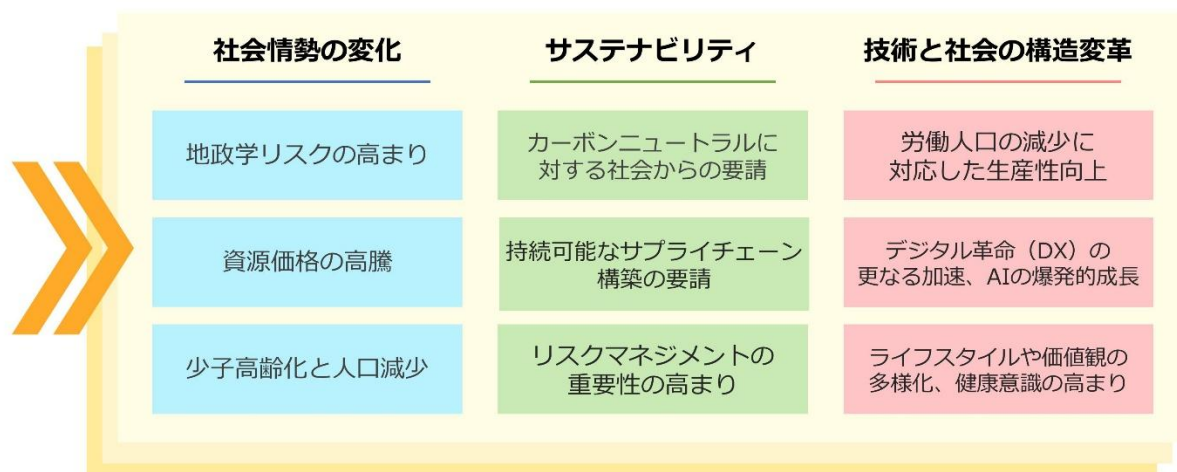 社会情勢の変化
地政学リスクの高まり
資源価格の高騰
少子高齢化と人口減少
サステナビリティ
カーボンニュートラルに
対する社会からの要請
持続可能なサプライチェーン
構築の要請
リスクマネジメントの
重要性の高まり
技術と社会の構造変革
労働人口の減少に
対応した生産性向上
デジタル革命（DX）の
更なる加速、AIの爆発的成長
ライフスタイルや価値観の
多様化、健康意識の高まり